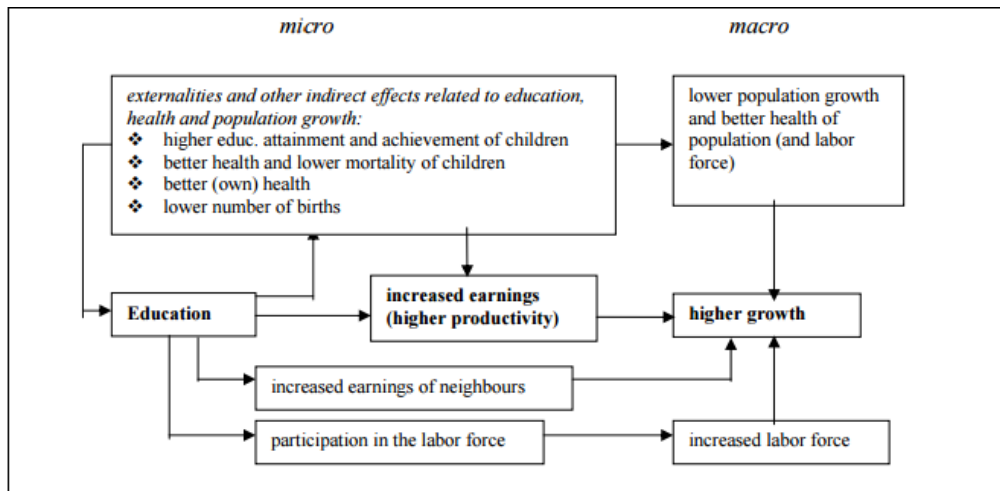 micro
macro
externalities and other indirect effects related to education,
health and population growth:
❖ higher educ. attainment and achievement of children
❖ better health and lower mortality of children
❖ better (own) health
❖ lower number of births
lower population growth
and better health of
population (and labor
force)
Education
increased earnings
(higher productivity)
higher growth
increased earnings of neighbours
participation in the labor force
increased labor force